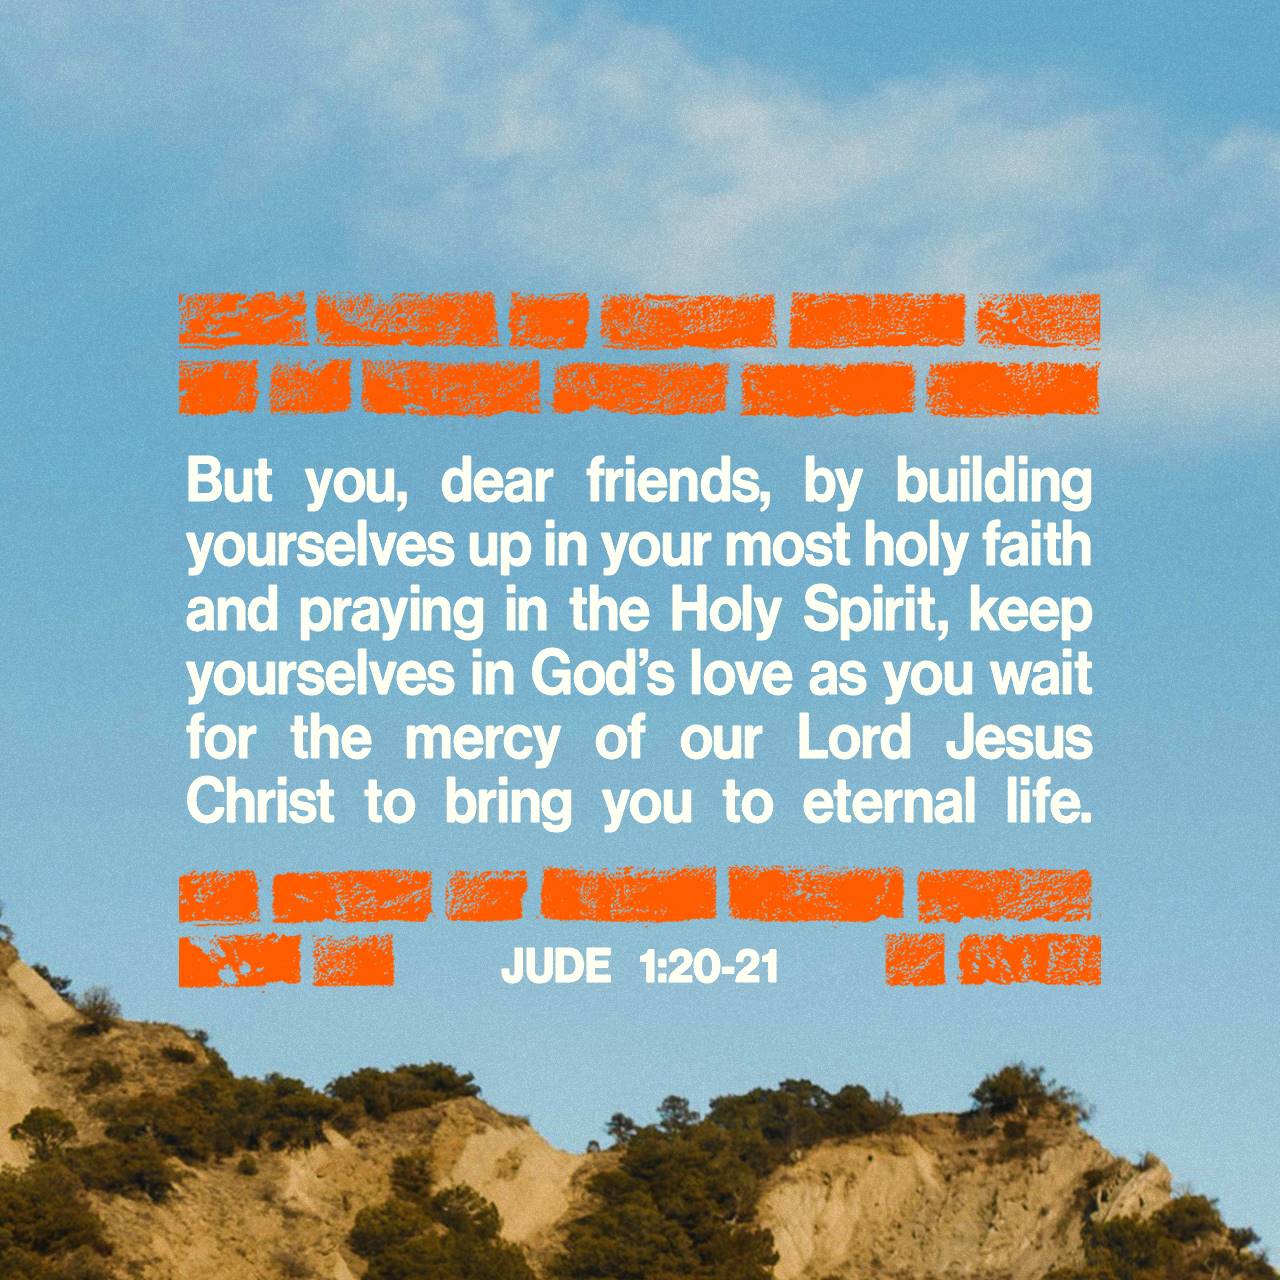 But you, dear friends, by building
yourselves up in your most holy faith
and praying in the Holy Spirit, keep
yourselves in God’s love as you wait
for the mercy of our Lord Jesus
Christ to bring you to eternal life.
JUDE 1:20-21